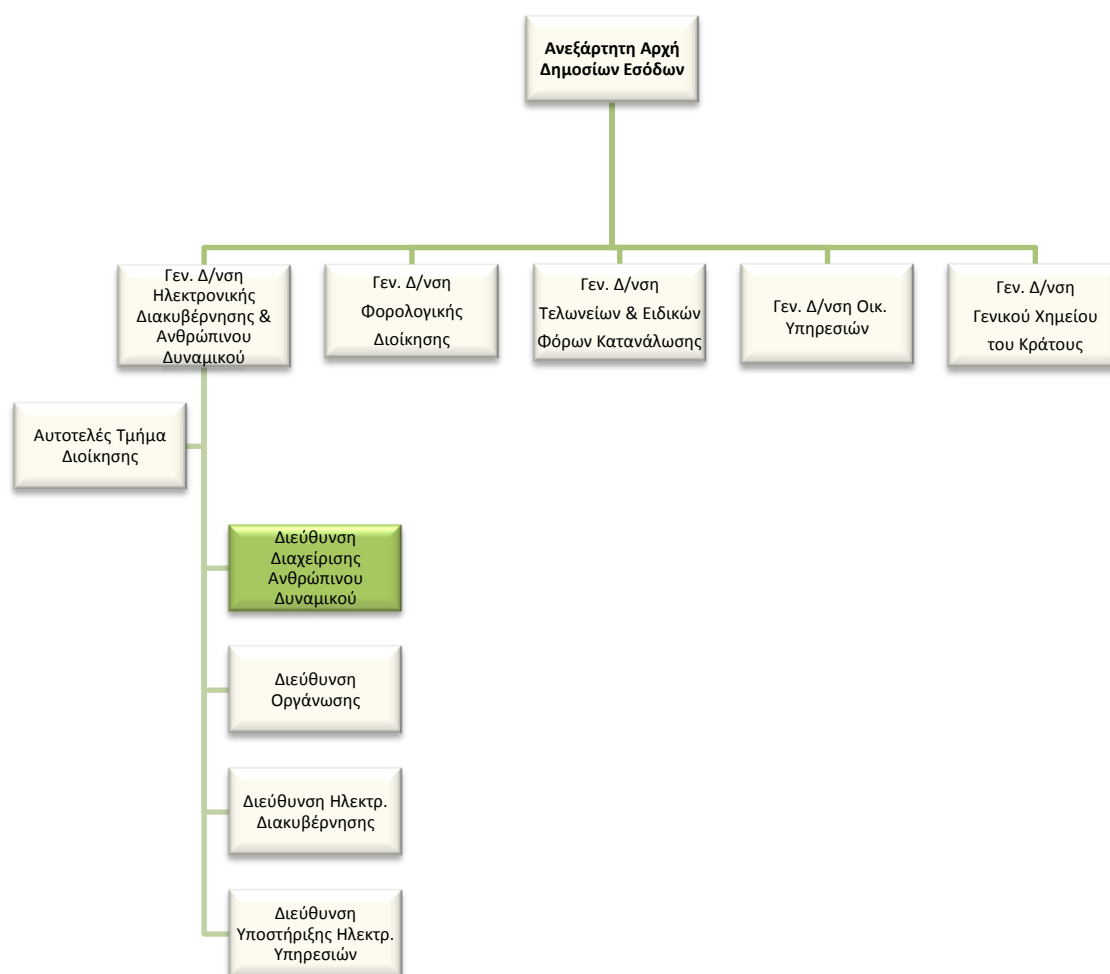 Ανεξάρτητη Αρχή
Δημοσίων Εσόδων
Γεν. Δ/νση
Ηλεκτρονικής
Διακυβέρνησης &
Ανθρώπινου
Δυναμικού
Γεν. Δ/νση
Φορολογικής
Διοίκησης
Γεν. Δ/νση
Τελωνείων & Ειδικών
Φόρων Κατανάλωσης
Γεν. Δ/νση Οικ.
Υπηρεσιών
Γεν. Δ/νση
Γενικού Χημείου
του Κράτους
Αυτοτελές Τμήμα
Διοίκησης
Διεύθυνση
Διαχείρισης
Ανθρώπινου
Δυναμικού
Διεύθυνση
Οργάνωσης
Διεύθυνση Ηλεκτρ.
Διακυβέρνησης
Διεύθυνση
Υποστήριξης Ηλεκτρ.
Υπηρεσιών